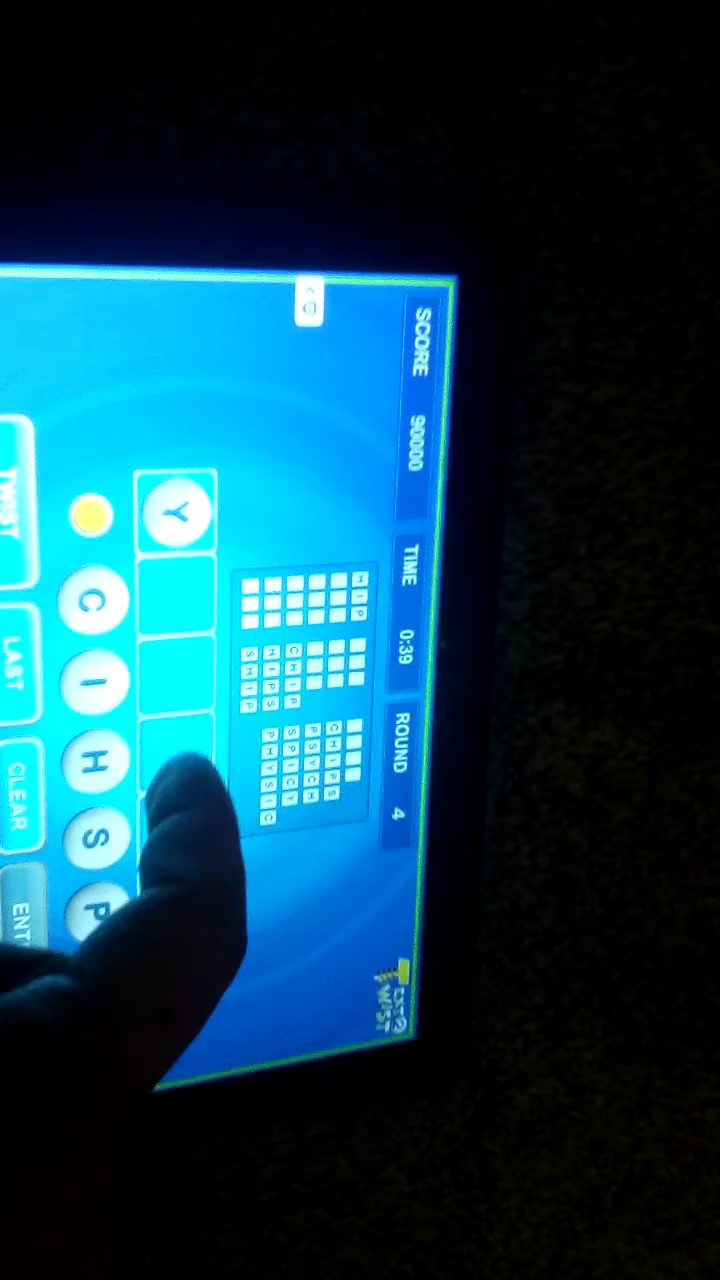 SCORE 90000 TIME 0:39 ROUND 4
TEXT 2
TWIST
HIP
CHIP
HIPS
SHIP
CHIPS
PSYCH
SPICY
PHYSIC
Y
C I H S P
TWIST LAST CLEAR ENT